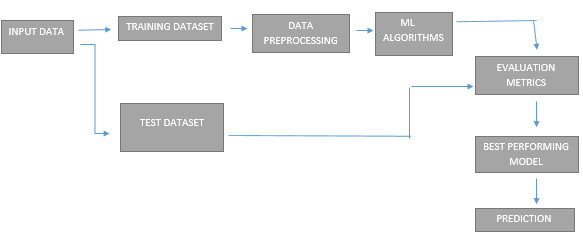 INPUT DATA
TRAINING DATASET
DATA
PREPROCESSING
ML
ALGORITHMS
EVALUATION
METRICS
TEST DATASET
BEST PERFORMING
MODEL
PREDICTION